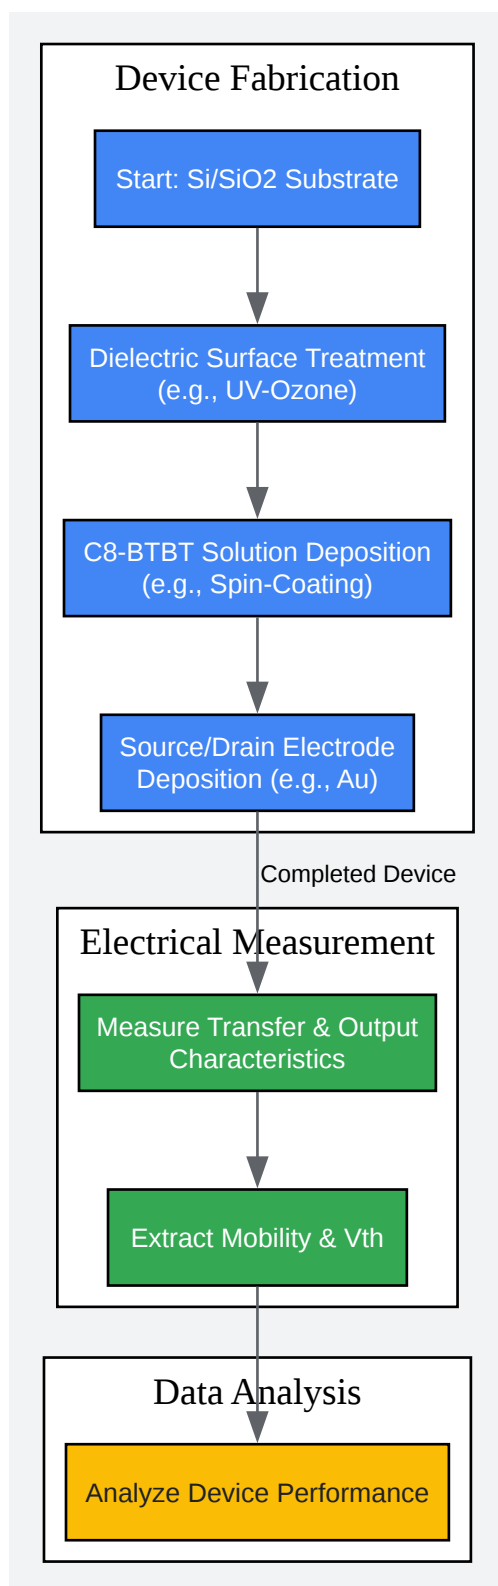 Device Fabrication
Start: Si/SiO2 Substrate
Dielectric Surface Treatment
(e.g., UV-Ozone)
C8-BTBT Solution Deposition
(e.g., Spin-Coating)
Source/Drain Electrode
Deposition (e.g., Au)
Completed Device
Electrical Measurement
Measure Transfer & Output
Characteristics
Extract Mobility & Vth
Data Analysis
Analyze Device Performance